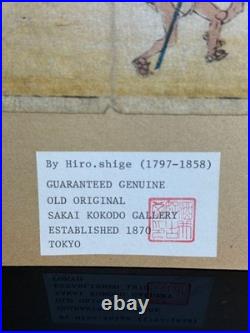 By Hiro.shige (1797-1858)
GUARANTEED GENUINE
OLD ORIGINAL
SAKAI KOKODO GALLERY
ESTABLISHED 1870
TOKYO